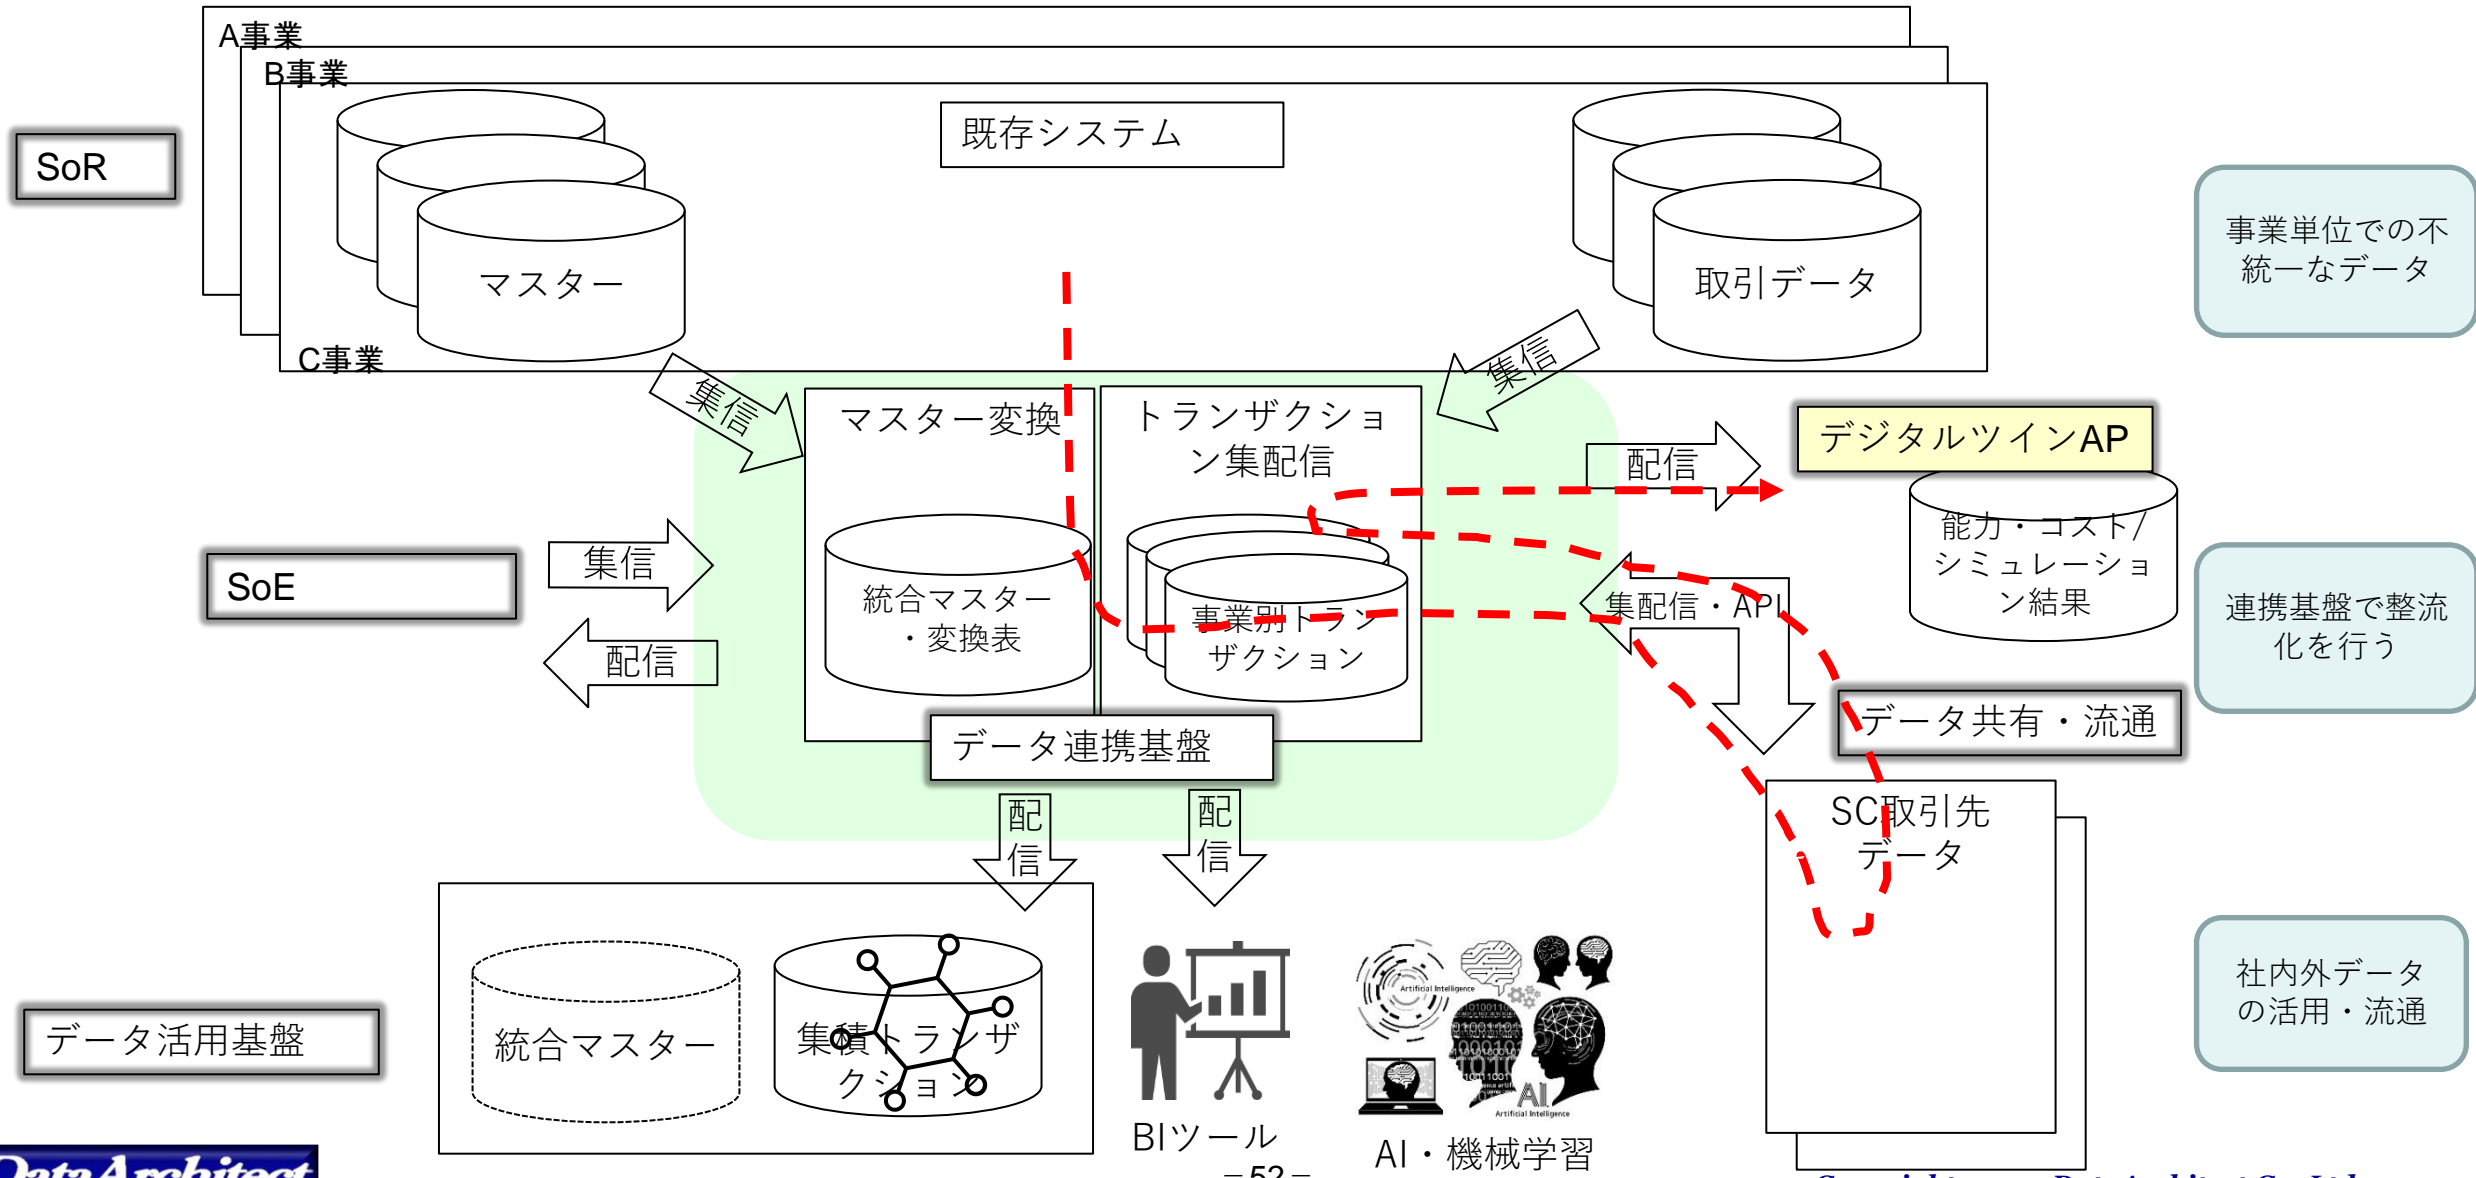 A事業
B事業
C事業
SoR
既存システム
マスター
取引データ
事業単位での不
統一なデータ
集信
集信
マスター変換
トランザクショ
ン集配信
配信
デジタルツインAP
能力・コスト/
シミュレーショ
ン結果
SoE
集信
配信
統合マスター
・変換表
事業別トラン
ザクション
集配信・API
連携基盤で整流
化を行う
データ連携基盤
データ共有・流通
配
信
配
信
SC取引先
データ
データ活用基盤
統合マスター
集積トランザ
クション
BIツール
Artificial Intelligence
AI
Artificial Intelligence
AI・機械学習
社内外データ
の活用・流通
DataArchitect
－52－